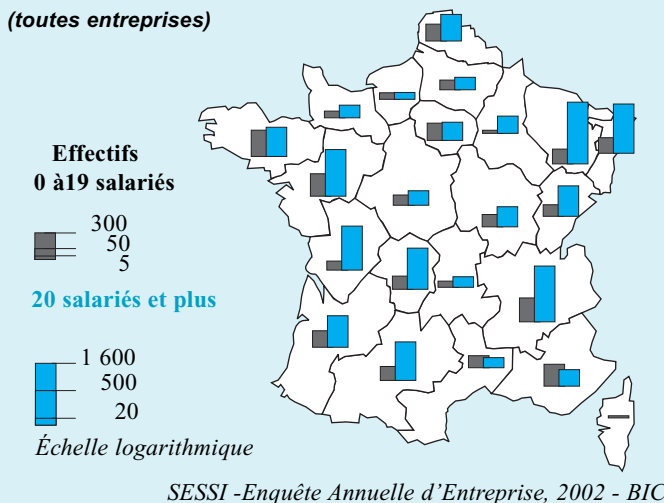 (toutes entreprises)
Effectifs
0 à19 salariés
300
50
5
20 salariés et plus
1 600
500
20
Échelle logarithmique
SESSI -Enquête Annuelle d'Entreprise, 2002 - BIC